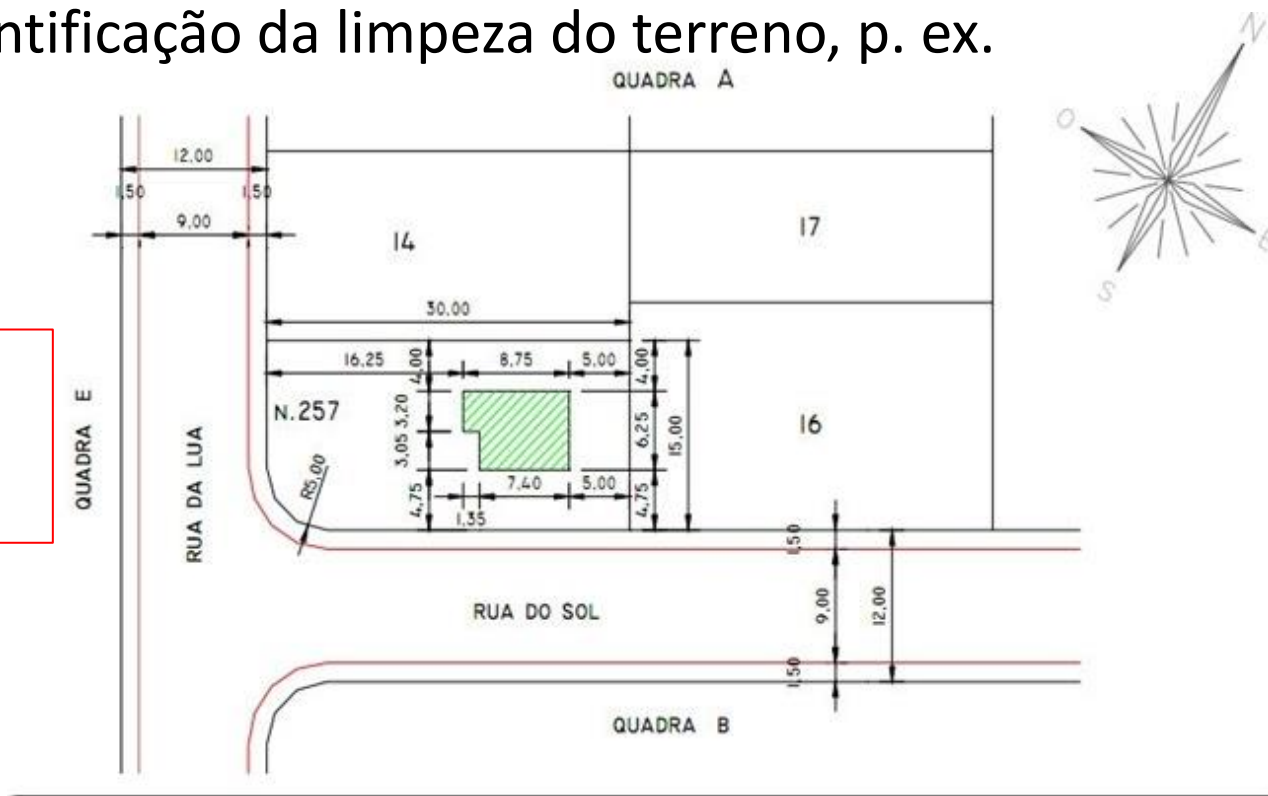 ntificação da limpeza do terreno, p. ex.
QUADRA A
N
O
E
S
12,00
1,50
1,50
9,00
14
17
30,00
16,25
4,00
8,75
5,00
4,00
N.257
3,20
3,05
6,25
15,00
16
QUADRA E
RUA DA LUA
R5,00
4,75
7,40
5,00
4,75
1,35
1,50
RUA DO SOL
9,00
12,00
1,50
QUADRA B